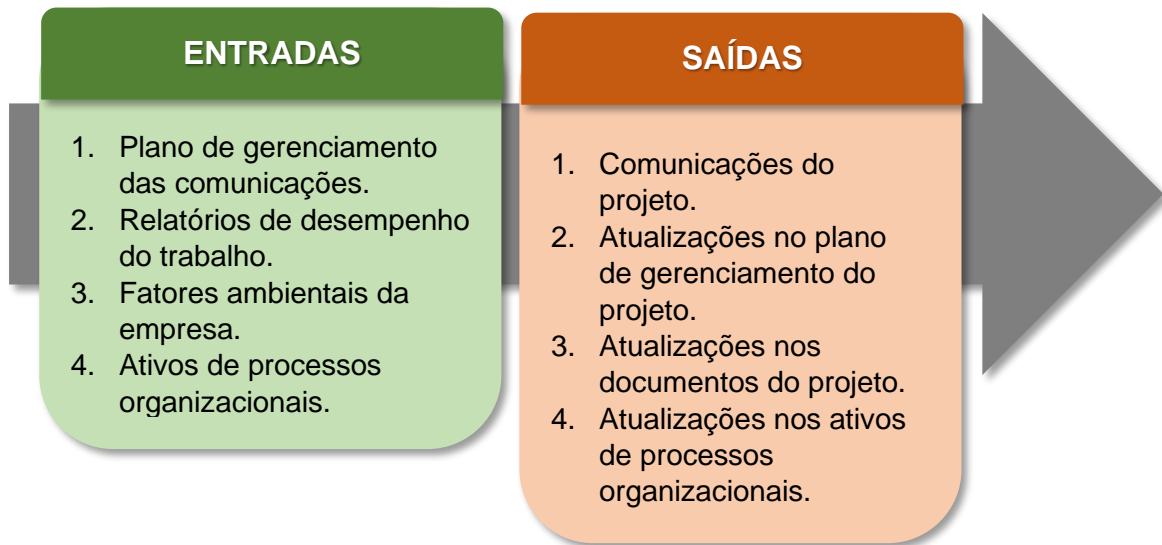 ENTRADAS
1. Plano de gerenciamento
das comunicações.
2. Relatórios de desempenho
do trabalho.
3. Fatores ambientais da
empresa.
4. Ativos de processos
organizacionais.
SAÍDAS
1. Comunicações do
projeto.
2. Atualizações no plano
de gerenciamento do
projeto.
3. Atualizações nos
documentos do projeto.
4. Atualizações nos ativos
de processos
organizacionais.